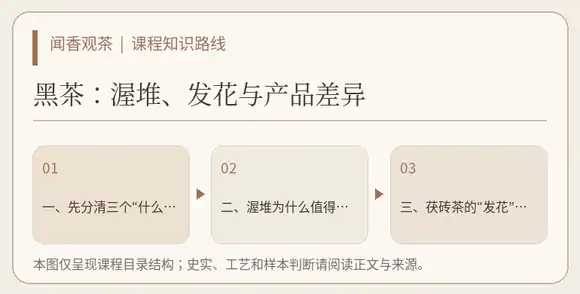 闻香观茶｜课程知识路线
黑茶：渥堆、发花与产品差异
01
一、先分清三个“什么…
02
二、渥堆为什么值得…
03
三、茯砖茶的“发花”…
本图仅呈现课程目录结构；史实、工艺和样本判断请阅读正文与来源。